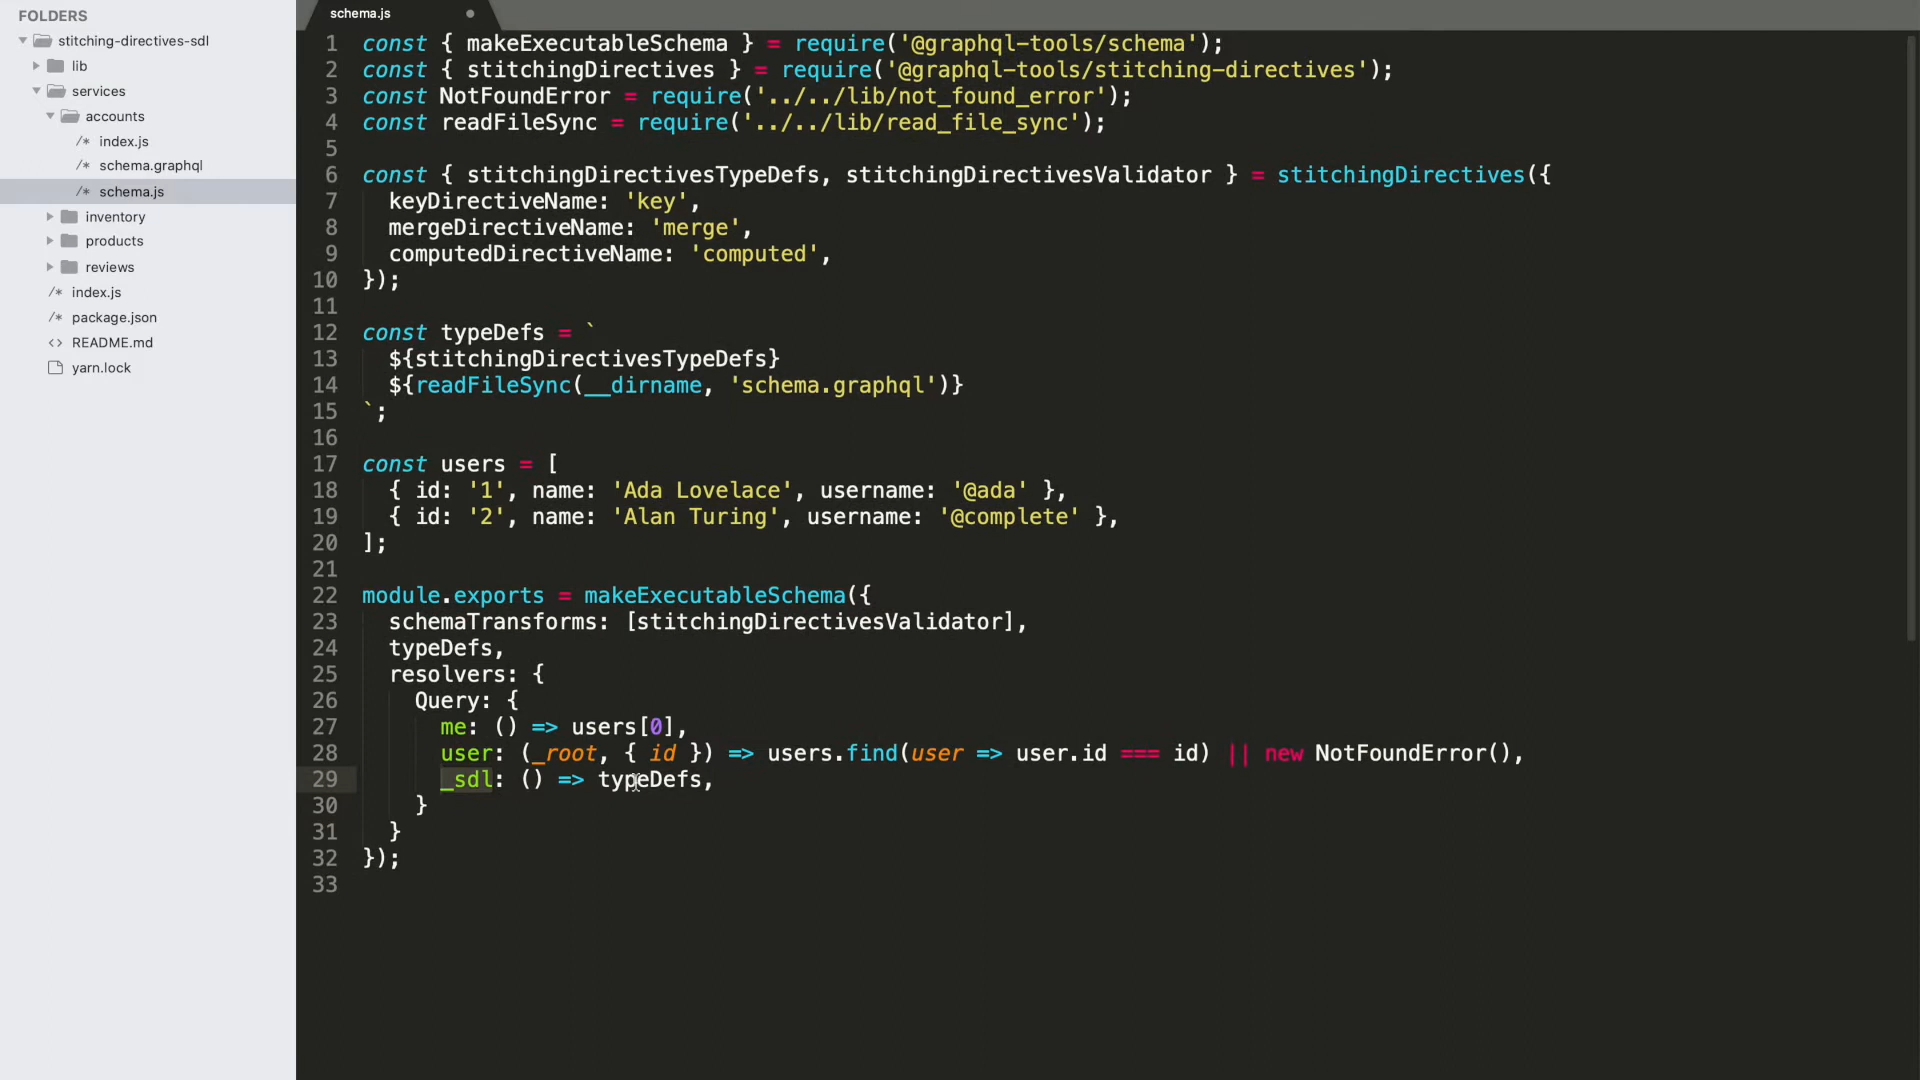 FOLDERS
stitching-directives-sdl
lib
services
accounts
/* index.js
/* schema.graphql
/* schema.js
inventory
products
reviews
/* index.js
/* package.json
<> README.md
yarn.lock
schema.js
1 const { makeExecutableSchema } = require('@graphql-tools/schema');
2 const { stitchingDirectives } = require('@graphql-tools/stitching-directives');
3 const NotFoundError = require('../../lib/not_found_error');
4 const readFileSync = require('../../lib/read_file_sync');
5
6 const { stitchingDirectivesTypeDefs, stitchingDirectivesValidator } = stitchingDirectives({
7   keyDirectiveName: 'key',
8   mergeDirectiveName: 'merge',
9   computedDirectiveName: 'computed',
10 });
11
12 const typeDefs = `
13   ${stitchingDirectivesTypeDefs}
14   ${readFileSync(__dirname, 'schema.graphql')}
15 `;
16
17 const users = [
18   { id: '1', name: 'Ada Lovelace', username: '@ada' },
19   { id: '2', name: 'Alan Turing', username: '@complete' },
20 ];
21
22 module.exports = makeExecutableSchema({
23   schemaTransforms: [stitchingDirectivesValidator],
24   typeDefs,
25   resolvers: {
26     Query: {
27       me: () => users[0],
28       user: (_root, { id }) => users.find(user => user.id === id) || new NotFoundError(),
29       _sdl: () => typeDefs,
30     }
31   }
32 });
33